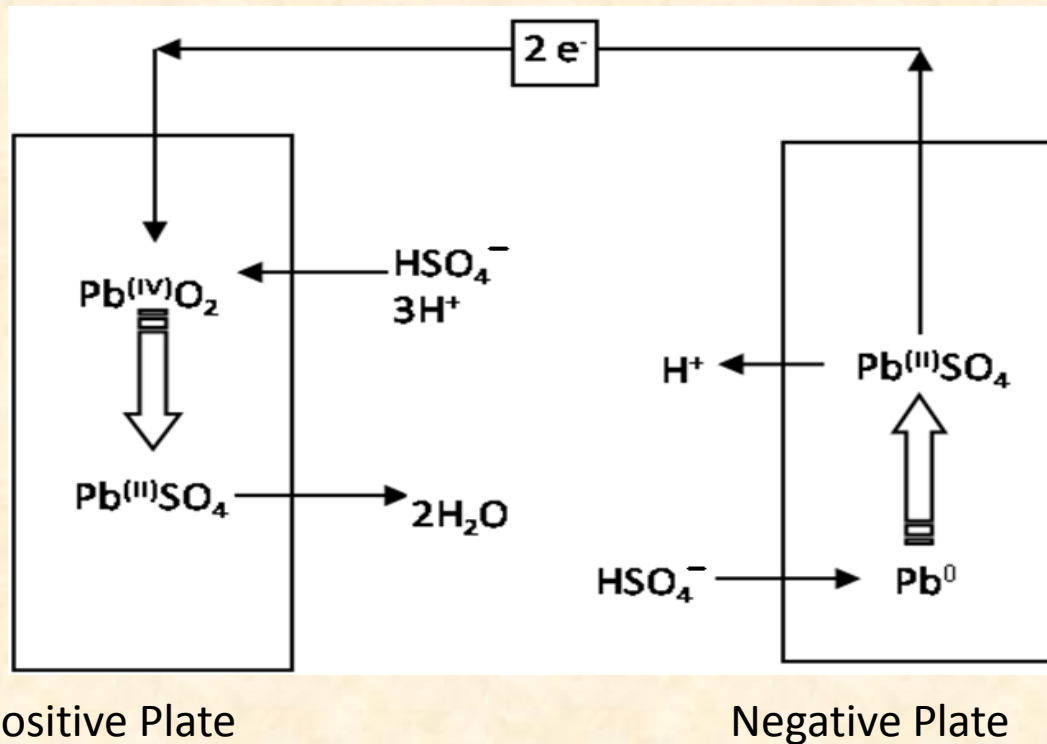 2 e⁻
Pb⁽ᴵⱽ⁾O₂
HSO₄⁻
3H⁺
H⁺
Pb⁽ᴵᴵ⁾SO₄
Pb⁽ᴵᴵ⁾SO₄
2H₂O
HSO₄⁻
Pb⁰
ositive Plate
Negative Plate